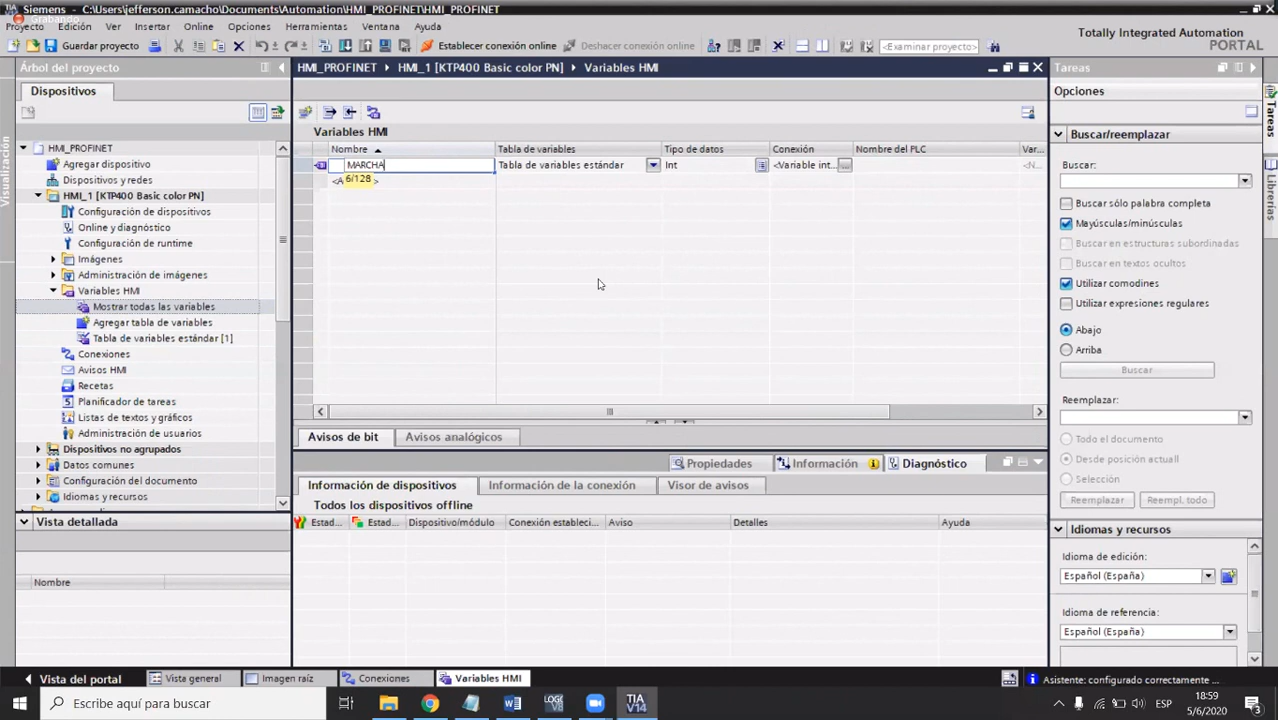 Siemens - C:\Users\jefferson.camacho\Documents\Automation\HMI_PROFINET\HMI_PROFINET
Grabando
Proyecto Edición Ver Insertar Online Opciones Herramientas Ventana Ayuda
Totally Integrated Automation
PORTAL
Guardar proyecto Establecer conexión online Deshacer conexión online <Examinar proyecto>
Árbol del proyecto
HMI_PROFINET HMI_1 [KTP400 Basic color PN] Variables HMI
Tareas
Dispositivos
Opciones
Visualización
Tareas
Librerías
Variables HMI
Nombre Tabla de variables Tipo de datos Conexión Nombre del PLC Var...
MARCHA Tabla de variables estándar Int <Variable int... <N...
<A 6/128 >
HMI_PROFINET
Agregar dispositivo
Dispositivos y redes
HMI_1 [KTP400 Basic color PN]
Configuración de dispositivos
Online y diagnóstico
Configuración de runtime
Imágenes
Administración de imágenes
Variables HMI
Mostrar todas las variables
Agregar tabla de variables
Tabla de variables estándar [1]
Conexiones
Avisos HMI
Recetas
Planificador de tareas
Listas de textos y gráficos
Administración de usuarios
Dispositivos no agrupados
Datos comunes
Configuración del documento
Idiomas y recursos
Buscar/reemplazar
Buscar:
Buscar sólo palabra completa
Mayúsculas/minúsculas
Buscar en estructuras subordinadas
Buscar en textos ocultos
Utilizar comodines
Utilizar expresiones regulares
Abajo
Arriba
Buscar
Reemplazar:
Todo el documento
Desde posición actuall
Selección
Reemplazar Reempl. todo
Idiomas y recursos
Idioma de edición:
Español (España)
Idioma de referencia:
Español (España)
Avisos de bit Avisos analógicos
Propiedades Información Diagnóstico
Información de dispositivos Información de la conexión Visor de avisos
Todos los dispositivos offline
Estad... Estad... Dispositivo/módulo Conexión estableci... Aviso Detalles Ayuda
Vista detallada
Nombre
Vista del portal Vista general Imagen raíz Conexiones Variables HMI Asistente: configurado correctamente ...
Escribe aquí para buscar
TIA V14
ESP
18:59
5/6/2020
3